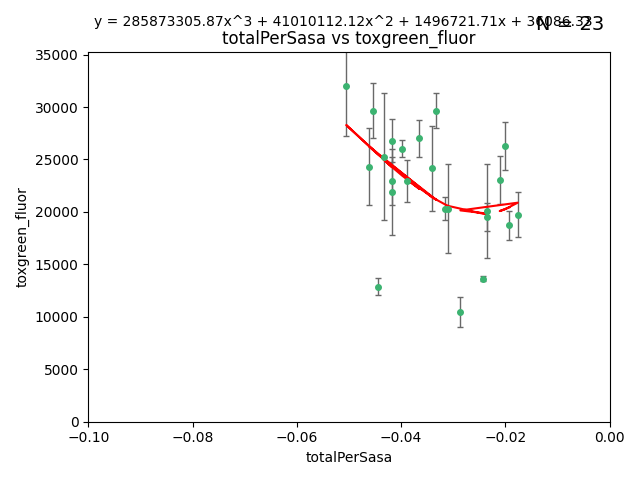 y = 285873305.87x^3 + 41010112.12x^2 + 1496721.71x + 36086.33
N = 23
totalPerSasa vs toxgreen_fluor
35000
30000
25000
20000
15000
10000
5000
0
toxgreen_fluor
−0.10
−0.08
−0.06
−0.04
−0.02
0.00
totalPerSasa